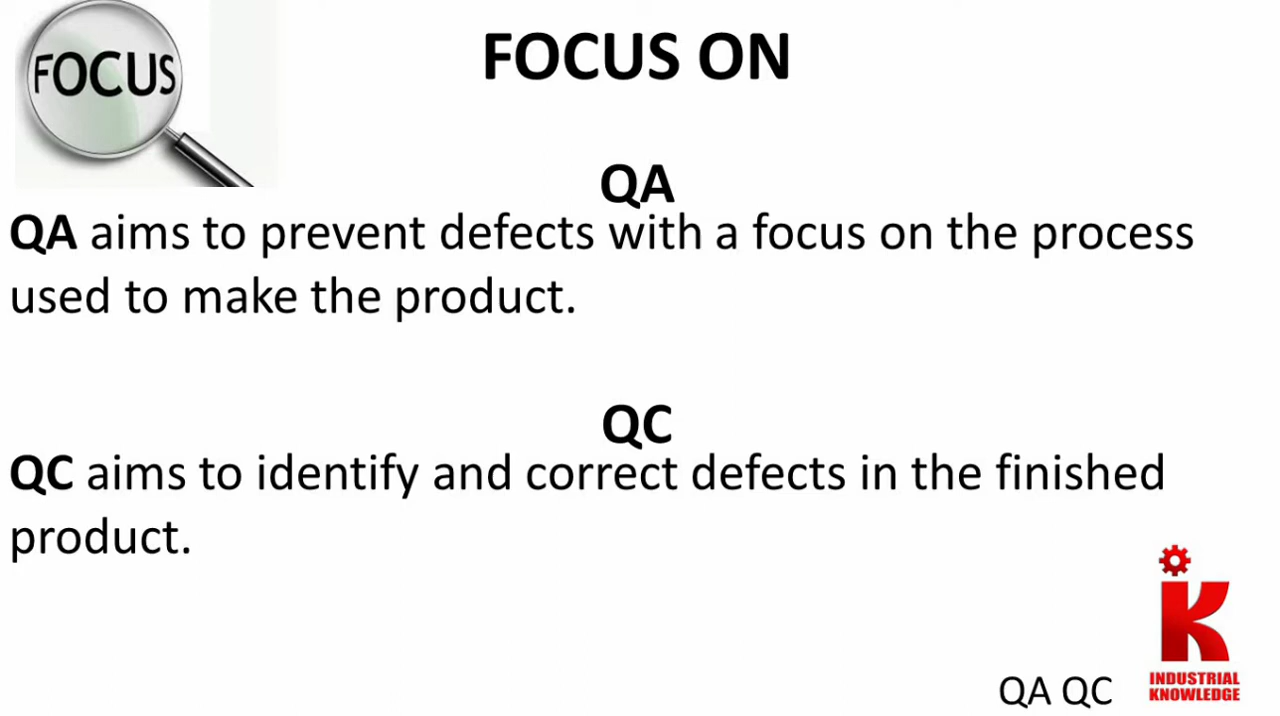 FOCUS
FOCUS ON
QA
QA aims to prevent defects with a focus on the process
used to make the product.
QC
QC aims to identify and correct defects in the finished
product.
K
INDUSTRIAL
KNOWLEDGE
QA QC